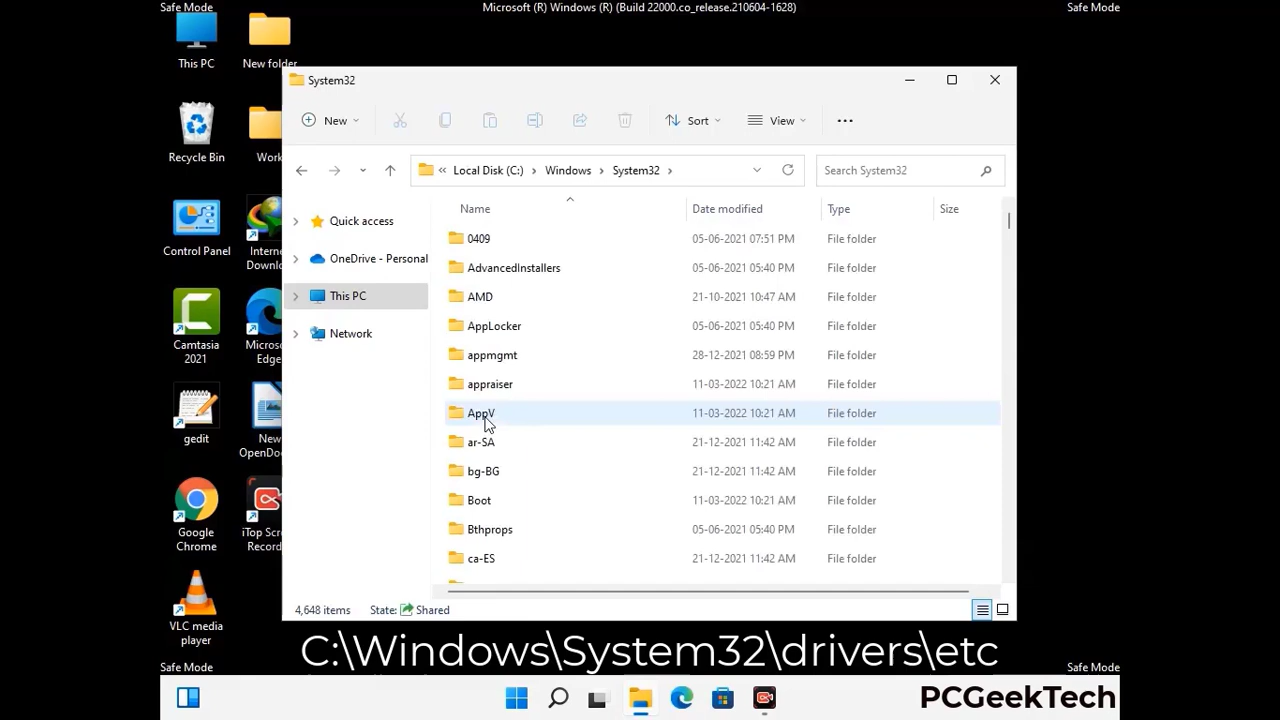 Safe Mode
Microsoft (R) Windows (R) (Build 22000.co_release.210604-1628)
Safe Mode
This PC
New folder
Recycle Bin
Work
Control Panel
Internet
Downlo
Camtasia
2021
Micros
Edge
gedit
New
OpenDoc
Google
Chrome
iTop Scre
Record
VLC media
player
System32
New
Sort
View
Local Disk (C:)
Windows
System32
Search System32
Quick access
OneDrive - Personal
This PC
Network
Name Date modified Type Size
0409 05-06-2021 07:51 PM File folder
AdvancedInstallers 05-06-2021 05:40 PM File folder
AMD 21-10-2021 10:47 AM File folder
AppLocker 05-06-2021 05:40 PM File folder
appmgmt 28-12-2021 08:59 PM File folder
appraiser 11-03-2022 10:21 AM File folder
AppV 11-03-2022 10:21 AM File folder
ar-SA 21-12-2021 11:42 AM File folder
bg-BG 21-12-2021 11:42 AM File folder
Boot 11-03-2022 10:21 AM File folder
Bthprops 05-06-2021 05:40 PM File folder
ca-ES 21-12-2021 11:42 AM File folder
4,648 items State: Shared
C:\Windows\System32\drivers\etc
Safe Mode
Safe Mode
PCGeekTech